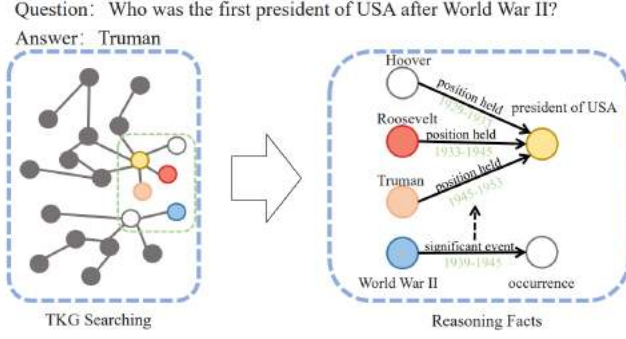 Question:  Who was the first president of USA after World War II?
Answer:  Truman
Hoover
position held
1929-1933
president of USA
Roosevelt
position held
1933-1945
Truman
position held
1945-1953
significant event
1939-1945
World War II
occurrence
TKG Searching
Reasoning Facts